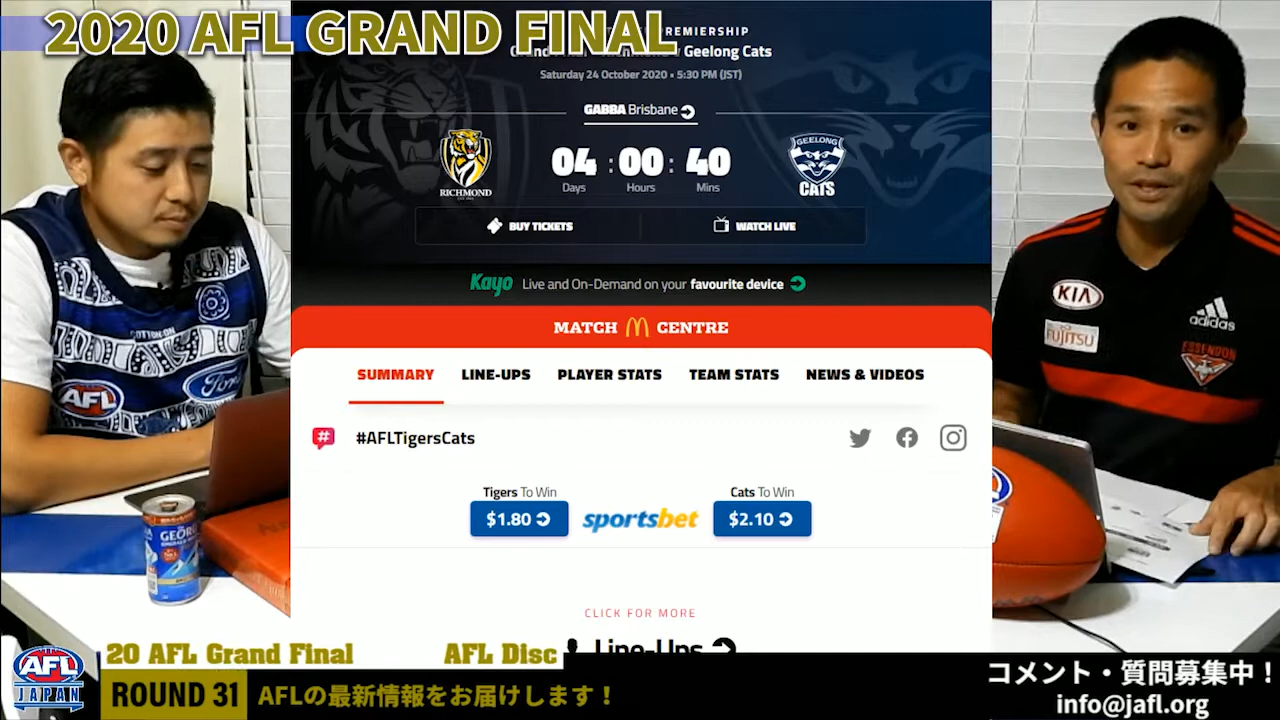 2020 AFL GRAND FINAL
REMIERSHIP
Geelong Cats
Saturday 24 October 2020 • 5:30 PM (JST)
GABBA Brisbane
RICHMOND
04 : 00 : 40
Days Hours Mins
GEELONG
CATS
BUY TICKETS
WATCH LIVE
Kayo Live and On-Demand on your favourite device
MATCH CENTRE
SUMMARY LINE-UPS PLAYER STATS TEAM STATS NEWS & VIDEOS
#AFLTigersCats
Tigers To Win
$1.80
sportsbet
Cats To Win
$2.10
CLICK FOR MORE
Line-Ups
COTTON:ON
AFL
Ford
GEORGIA
KIA
FUJITSU
adidas
ESSENDON
20 AFL Grand Final
AFL Disc
AFL
JAPAN
ROUND 31
AFLの最新情報をお届けします！
コメント・質問募集中！
info@jafl.org